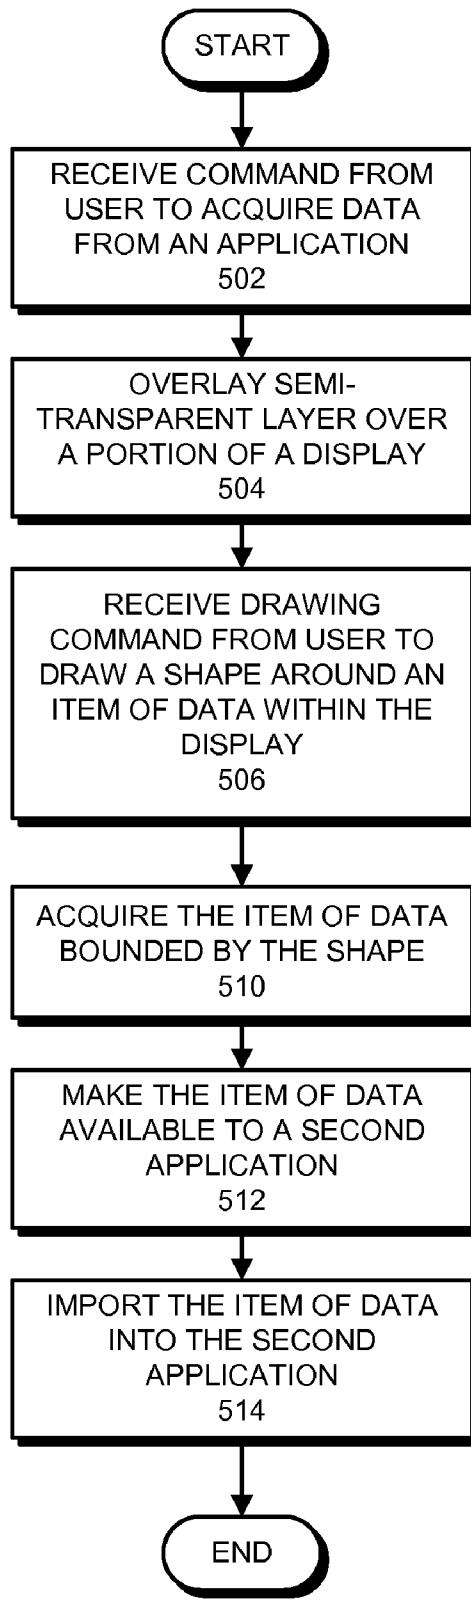 START
RECEIVE COMMAND FROM
USER TO ACQUIRE DATA
FROM AN APPLICATION
502
OVERLAY SEMI-
TRANSPARENT LAYER OVER
A PORTION OF A DISPLAY
504
RECEIVE DRAWING
COMMAND FROM USER TO
DRAW A SHAPE AROUND AN
ITEM OF DATA WITHIN THE
DISPLAY
506
ACQUIRE THE ITEM OF DATA
BOUNDED BY THE SHAPE
510
MAKE THE ITEM OF DATA
AVAILABLE TO A SECOND
APPLICATION
512
IMPORT THE ITEM OF DATA
INTO THE SECOND
APPLICATION
514
END